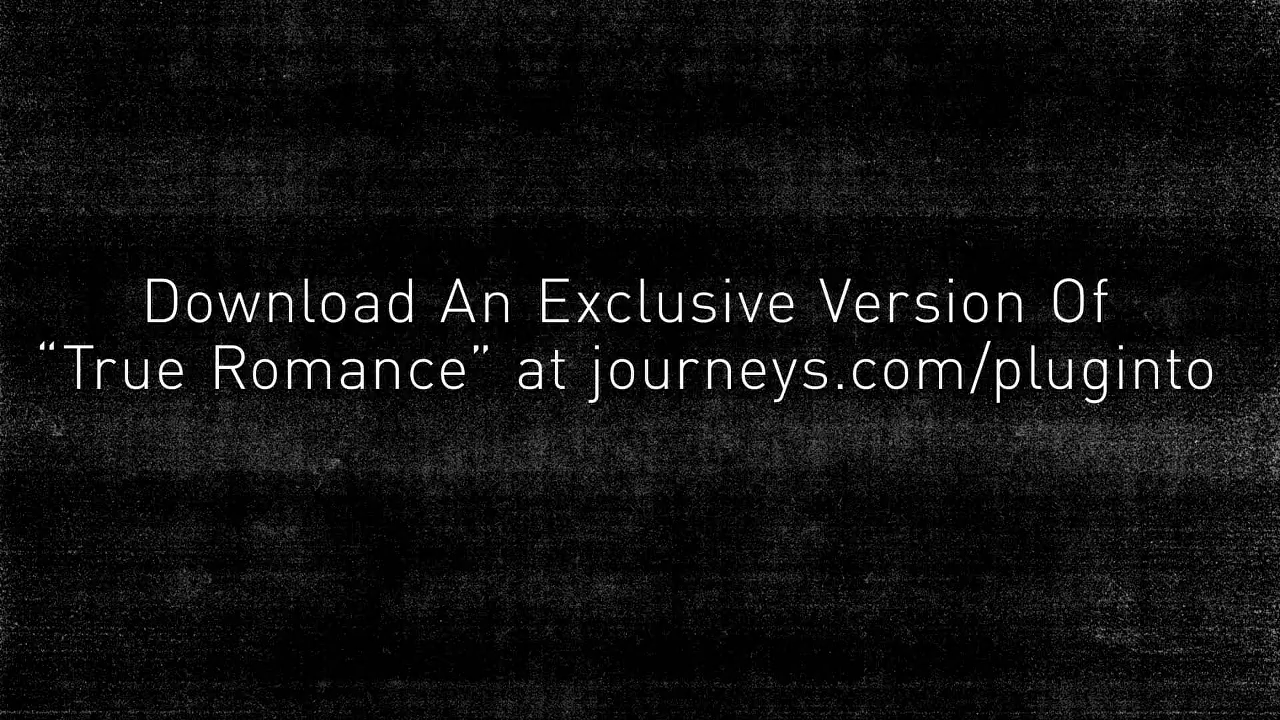 Download An Exclusive Version Of
“True Romance” at journeys.com/pluginto